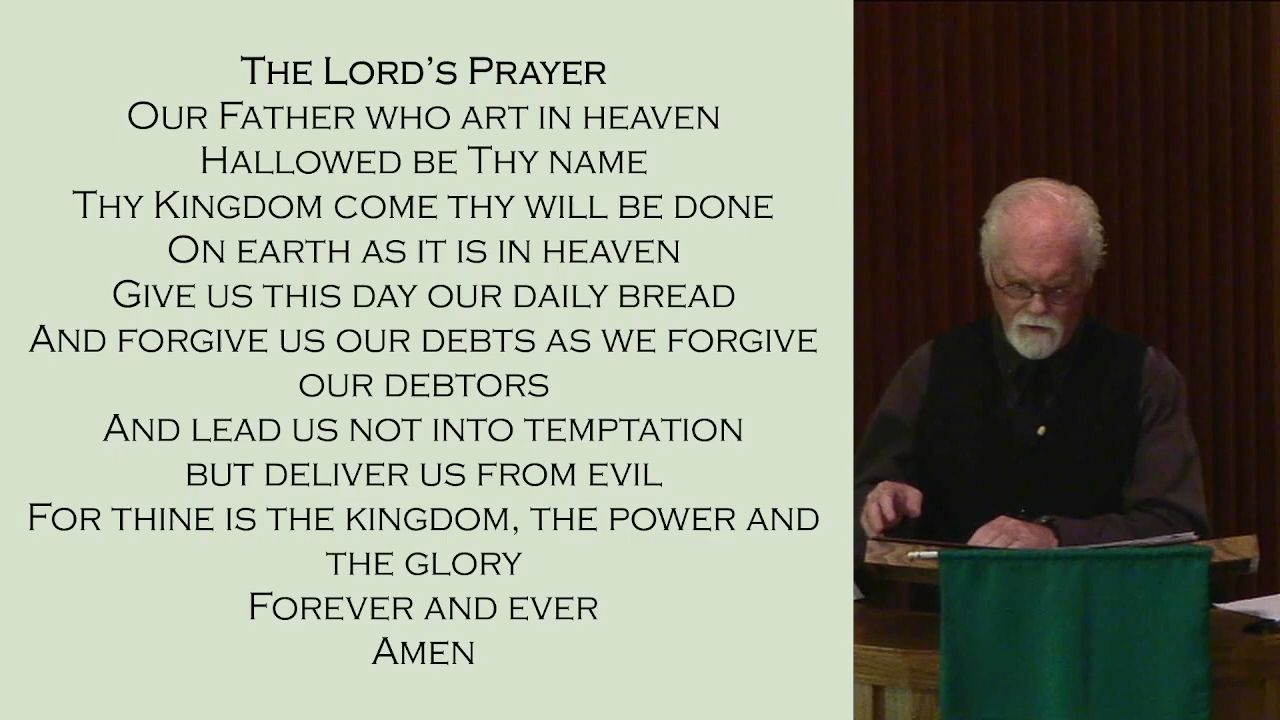 The Lord's Prayer
Our Father who art in heaven
Hallowed be Thy name
Thy Kingdom come thy will be done
On earth as it is in heaven
Give us this day our daily bread
And forgive us our debts as we forgive
our debtors
And lead us not into temptation
but deliver us from evil
For thine is the kingdom, the power and
the glory
Forever and ever
Amen